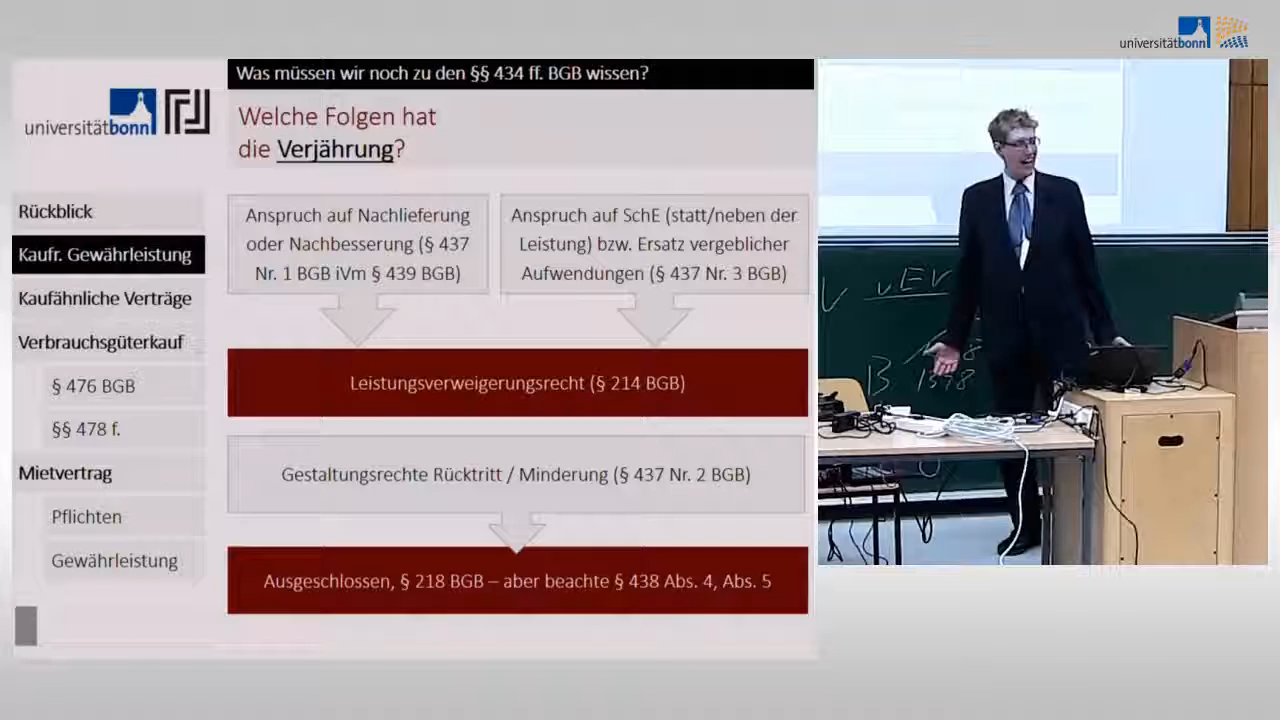 universitätbonn
Was müssen wir noch zu den §§ 434 ff. BGB wissen?
universitätbonn
Welche Folgen hat
die Verjährung?
Rückblick
Kaufr. Gewährleistung
Kaufähnliche Verträge
Verbrauchsgüterkauf
§ 476 BGB
§§ 478 f.
Mietvertrag
Pflichten
Gewährleistung
Anspruch auf Nachlieferung
oder Nachbesserung (§ 437
Nr. 1 BGB iVm § 439 BGB)
Anspruch auf SchE (statt/neben der
Leistung) bzw. Ersatz vergeblicher
Aufwendungen (§ 437 Nr. 3 BGB)
Leistungsverweigerungsrecht (§ 214 BGB)
Gestaltungsrechte Rücktritt / Minderung (§ 437 Nr. 2 BGB)
Ausgeschlossen, § 218 BGB – aber beachte § 438 Abs. 4, Abs. 5
vEV
B